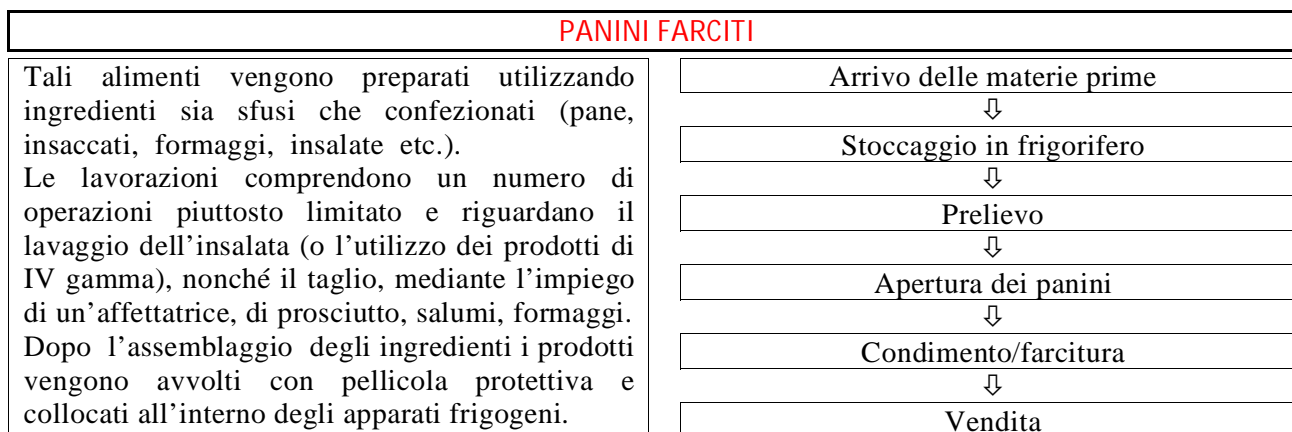 PANINI FARCITI
Tali alimenti vengono preparati utilizzando
ingredienti sia sfusi che confezionati (pane,
insaccati, formaggi, insalate etc.).
Le lavorazioni comprendono un numero di
operazioni piuttosto limitato e riguardano il
lavaggio dell’insalata (o l’utilizzo dei prodotti di
IV gamma), nonché il taglio, mediante l’impiego
di un’affettatrice, di prosciutto, salumi, formaggi.
Dopo l’assemblaggio degli ingredienti i prodotti
vengono avvolti con pellicola protettiva e
collocati all’interno degli apparati frigogeni.
Arrivo delle materie prime
⇩
Stoccaggio in frigorifero
⇩
Prelievo
⇩
Apertura dei panini
⇩
Condimento/farcitura
⇩
Vendita